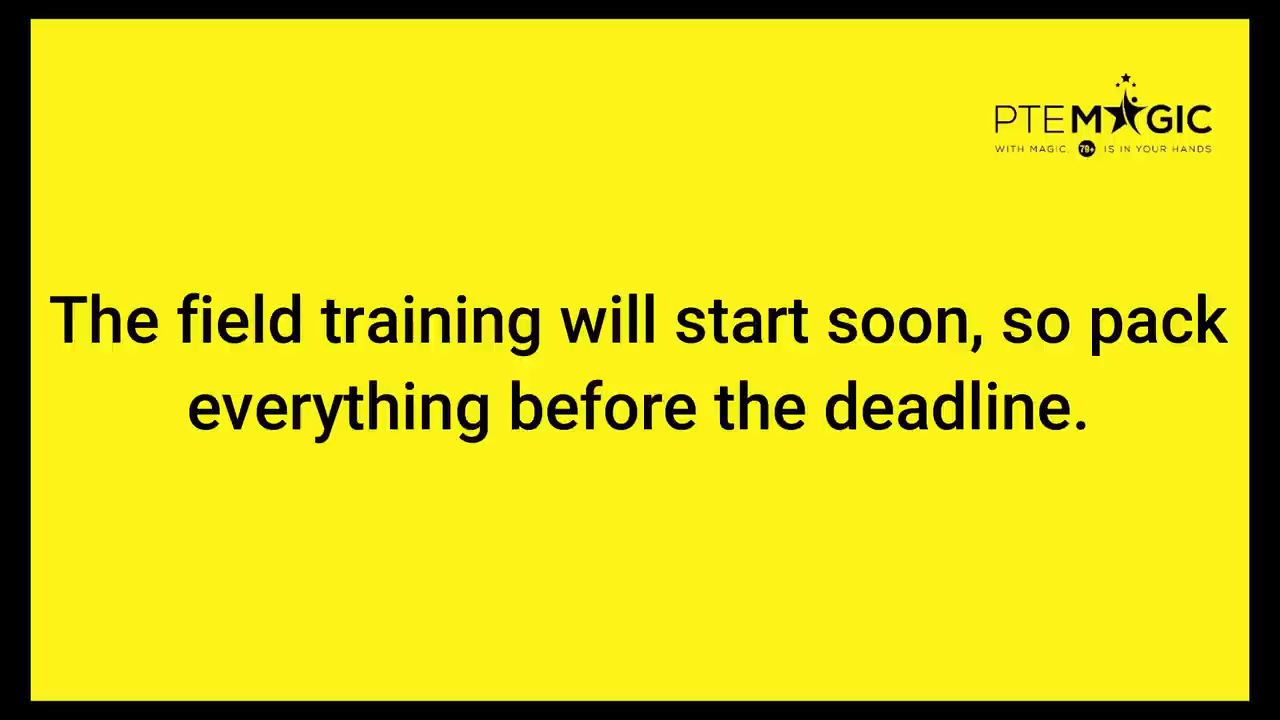 PTEMAGIC
WITH MAGIC. 79+ IS IN YOUR HANDS
The field training will start soon, so pack
everything before the deadline.